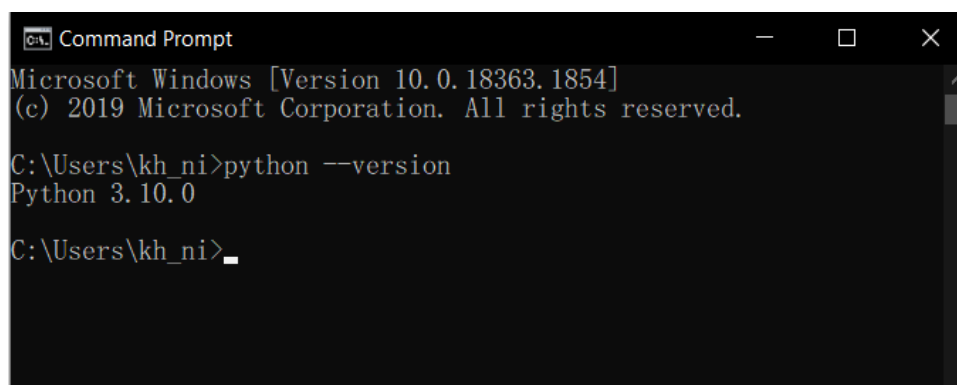 Command Prompt
Microsoft Windows [Version 10.0.18363.1854]
(c) 2019 Microsoft Corporation. All rights reserved.
C:\Users\kh_ni>python --version
Python 3.10.0
C:\Users\kh_ni>